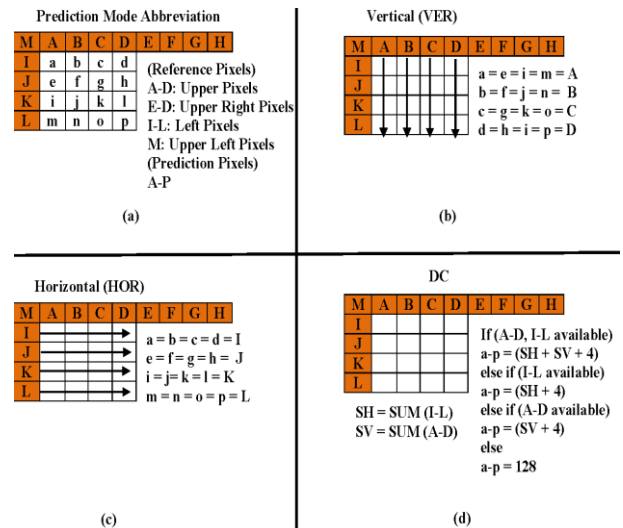 Prediction Mode Abbreviation
M A B C D E F G H
I a b c d
J e f g h
K i j k l
L m n o p
(Reference Pixels)
A-D: Upper Pixels
E-D: Upper Right Pixels
I-L: Left Pixels
M: Upper Left Pixels
(Prediction Pixels)
A-P
(a)
Vertical (VER)
M A B C D E F G H
I
J
K
L
a = e = i = m = A
b = f = j = n = B
c = g = k = o = C
d = h = i = p = D
(b)
Horizontal (HOR)
M A B C D E F G H
I
J
K
L
a = b = c = d = I
e = f = g = h = J
i = j= k = l = K
m = n = o = p = L
(c)
DC
M A B C D E F G H
I
J
K
L
SH = SUM (I-L)
SV = SUM (A-D)
If (A-D, I-L available)
a-p = (SH + SV + 4)
else if (I-L available)
a-p = (SH + 4)
else if (A-D available)
a-p = (SV + 4)
else
a-p = 128
(d)